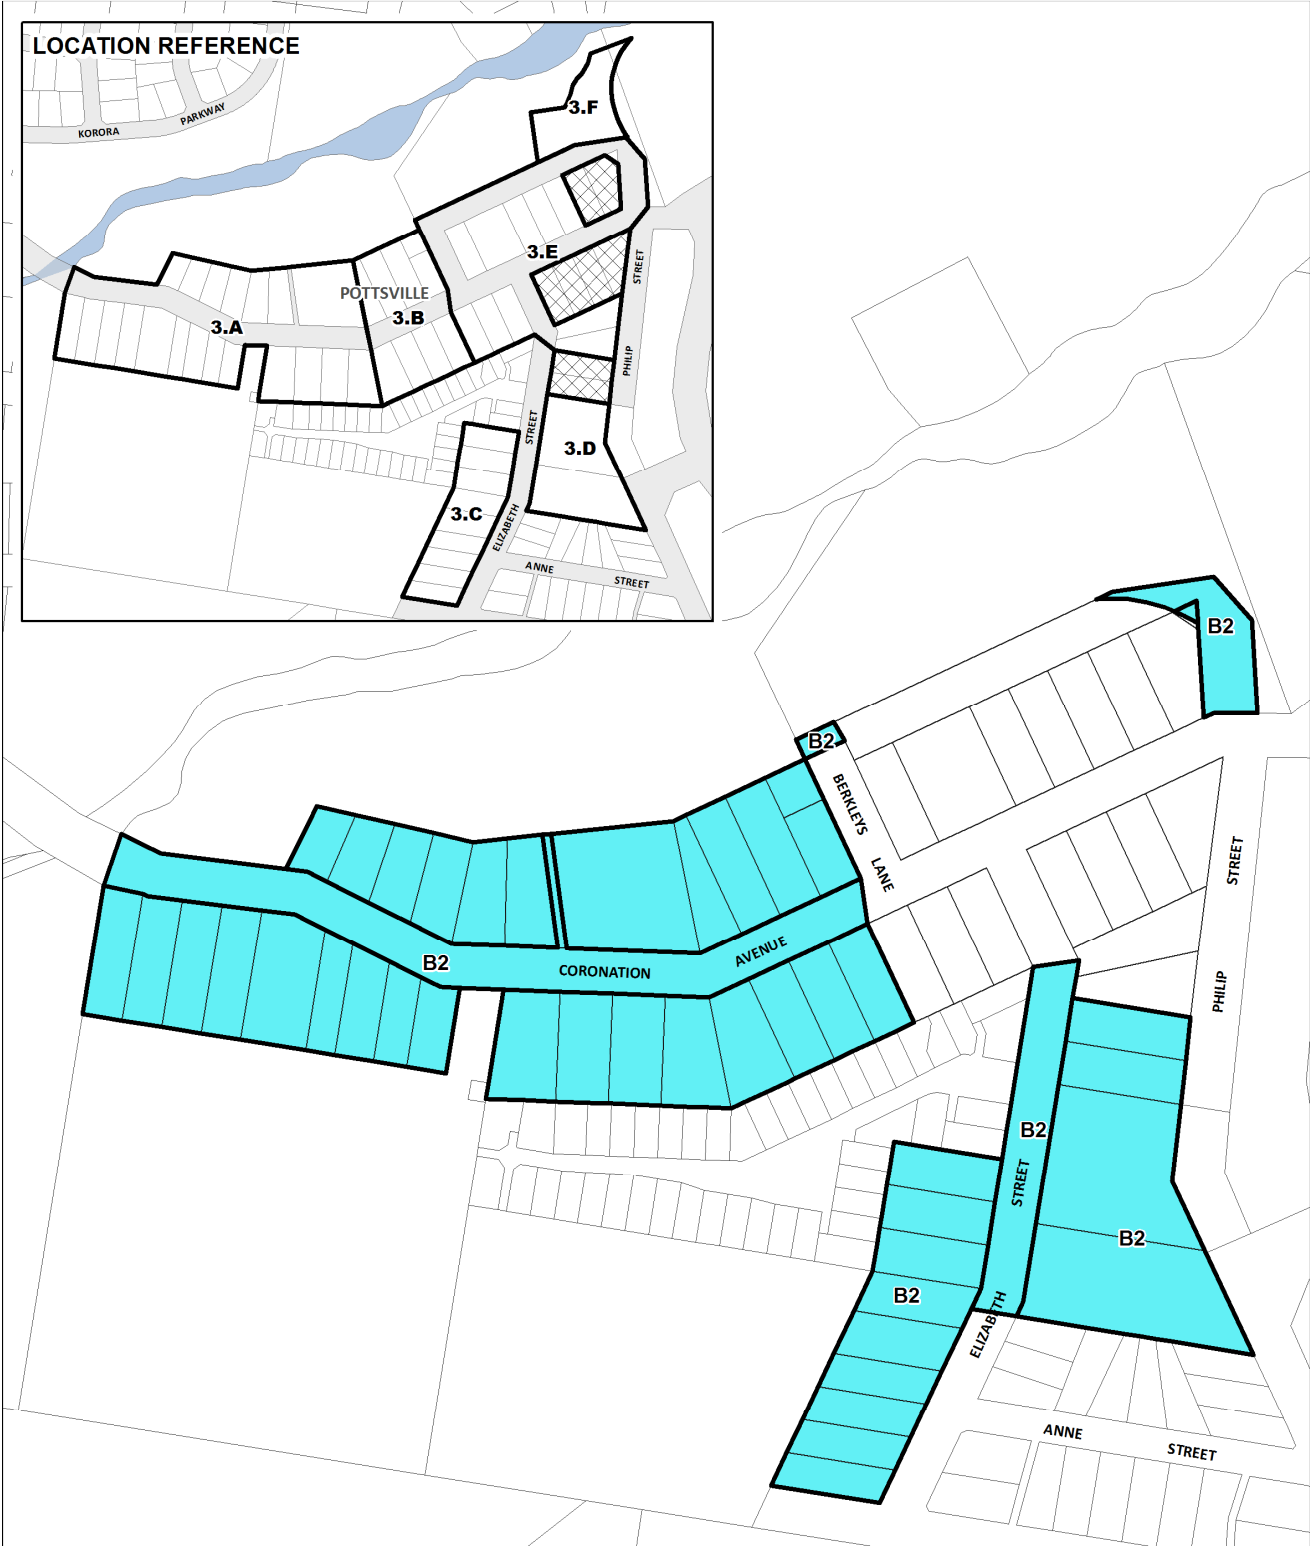 LOCATION REFERENCE
KORORA
PARKWAY
3.F
3.E
STREET
POTTSVILLE
3.B
3.A
PHILIP
STREET
3.D
3.C
ELIZABETH
ANNE
STREET
B2
B2
BERKLEYS
LANE
STREET
AVENUE
B2
CORONATION
PHILIP
B2
STREET
B2
B2
ELIZABETH
ANNE
STREET